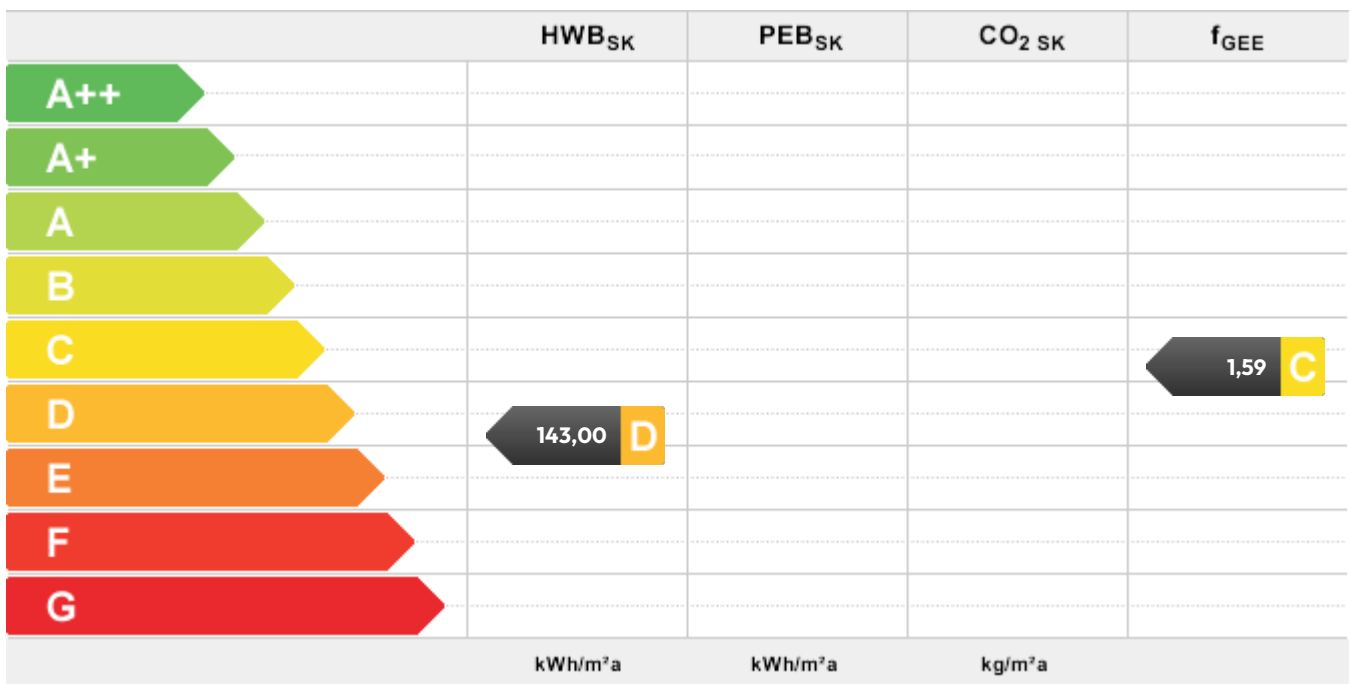 HWBSK PEBSK CO2 SK fGEE
A++
A+
A
B
C
1,59 C
D
143,00 D
E
F
G
kWh/m²a kWh/m²a kg/m²a